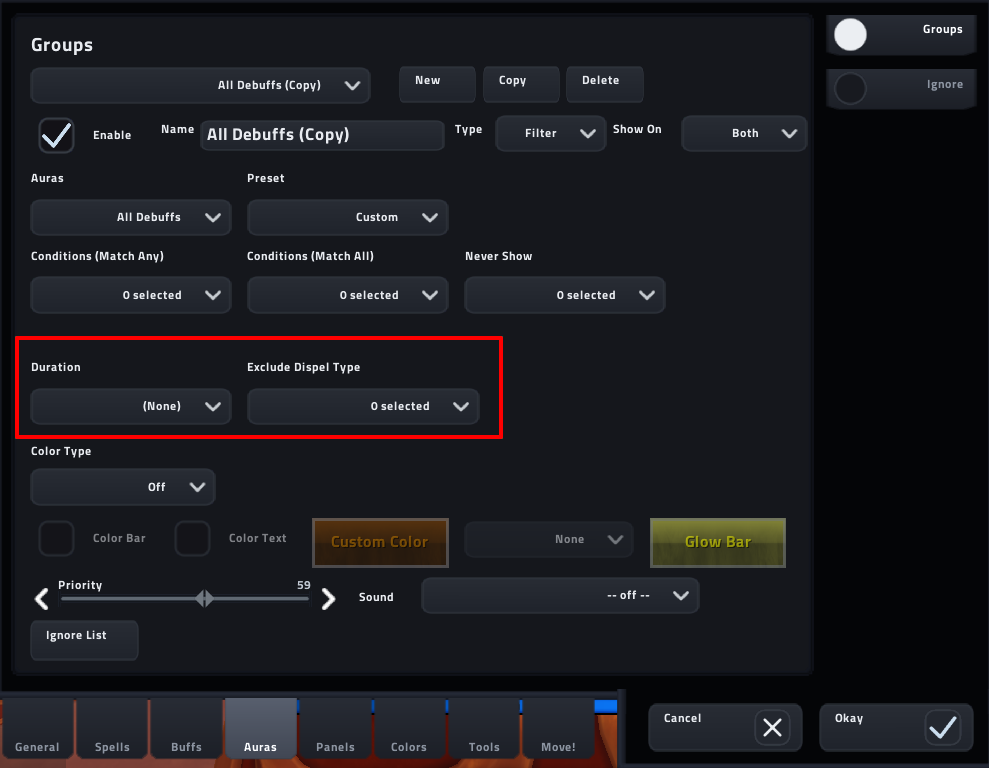 Groups
All Debuffs (Copy)
New
Copy
Delete
Enable
Name
All Debuffs (Copy)
Type
Filter
Show On
Both
Auras
Preset
All Debuffs
Custom
Conditions (Match Any)
Conditions (Match All)
Never Show
0 selected
0 selected
0 selected
Duration
Exclude Dispel Type
(None)
0 selected
Color Type
Off
Color Bar
Color Text
Custom Color
None
Glow Bar
Priority
59
Sound
-- off --
Ignore List
Groups
Ignore
General
Spells
Buffs
Auras
Panels
Colors
Tools
Move!
Cancel
Okay